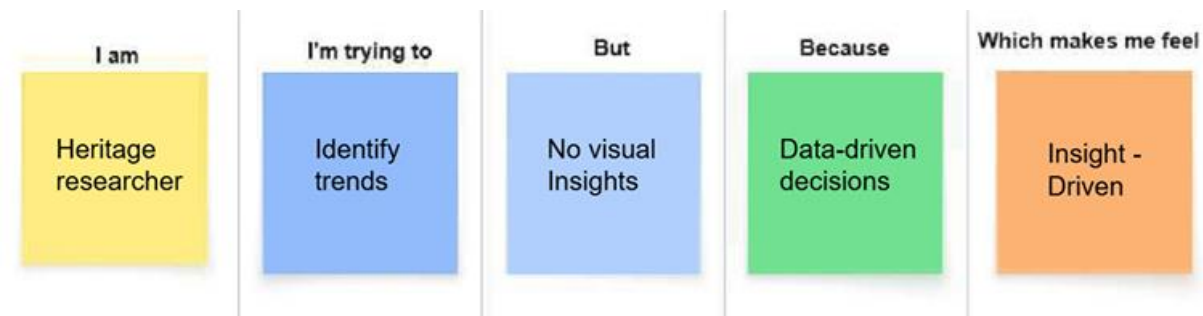 I am
I'm trying to
But
Because
Which makes me feel
Heritage
researcher
Identify
trends
No visual
Insights
Data-driven
decisions
Insight -
Driven